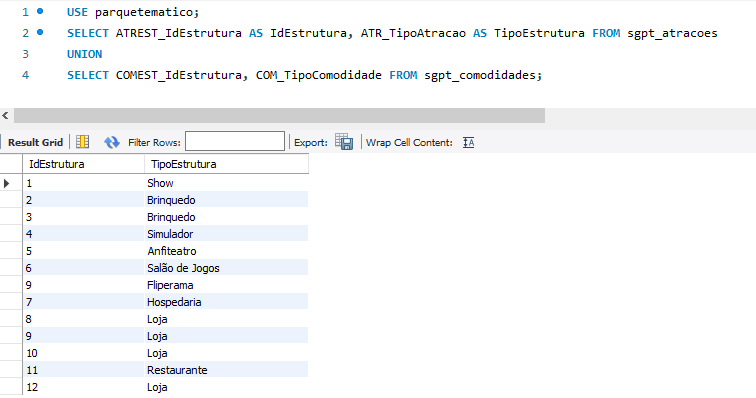 1 USE parquetematico;
2 SELECT ATREST_IdEstrutura AS IdEstrutura, ATR_TipoAtracao AS TipoEstrutura FROM sgpt_atracoes
3 UNION
4 SELECT COMEST_IdEstrutura, COM_TipoComodidade FROM sgpt_comodidades;
Result Grid Filter Rows: Export: Wrap Cell Content: IA
IdEstrutura TipoEstrutura
1 Show
2 Brinquedo
3 Brinquedo
4 Simulador
5 Anfiteatro
6 Salão de Jogos
9 Fliperama
7 Hospedaria
8 Loja
9 Loja
10 Loja
11 Restaurante
12 Loja